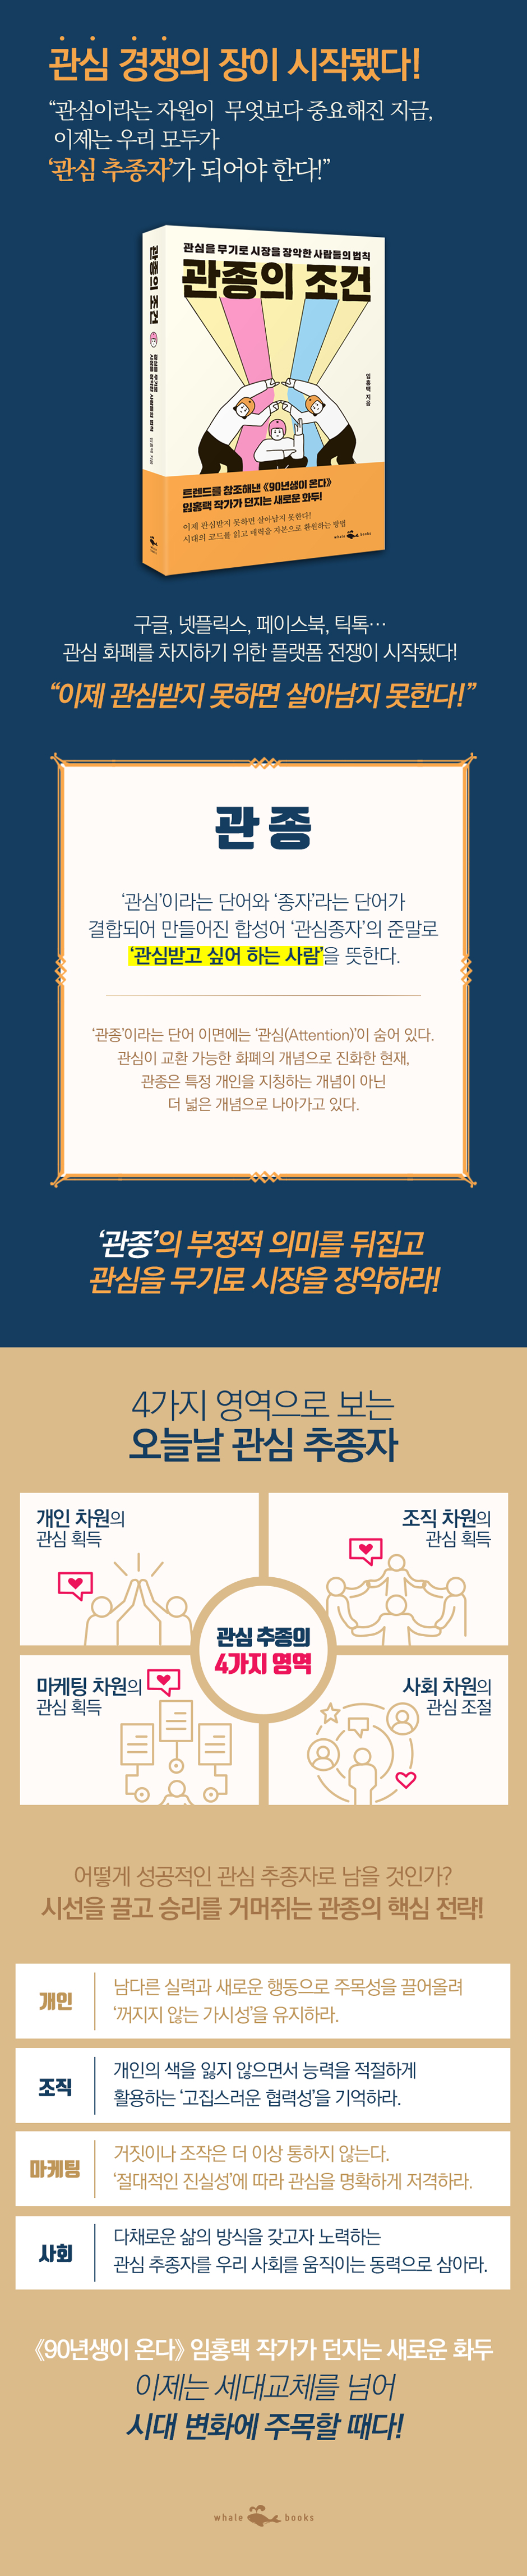 관심 경쟁의 장이 시작됐다!
“관심이라는 자원이 무엇보다 중요해진 지금,
이제는 우리 모두가
‘관심 추종자’가 되어야 한다!”
관심을 무기로 시장을 장악한 사람들의 법칙
관종의 조건
임홍택 지음
관종의 조건
관심을 무기로
시장을 장악한 사람들의 법칙
임홍택 지음
트렌드를 창조해낸 《90년생이 온다》
임홍택 작가가 던지는 새로운 화두!
이제 관심받지 못하면 살아남지 못한다!
시대의 코드를 읽고 매력을 자본으로 환원하는 방법
whale books
whale books
구글, 넷플릭스, 페이스북, 틱톡…
관심 화폐를 차지하기 위한 플랫폼 전쟁이 시작됐다!
“이제 관심받지 못하면 살아남지 못한다!”
관종
‘관심’이라는 단어와 ‘종자’라는 단어가
결합되어 만들어진 합성어 ‘관심종자’의 준말로
‘관심받고 싶어 하는 사람’을 뜻한다.
‘관종’이라는 단어 이면에는 ‘관심(Attention)’이 숨어 있다.
관심이 교환 가능한 화폐의 개념으로 진화한 현재,
관종은 특정 개인을 지칭하는 개념이 아닌
더 넓은 개념으로 나아가고 있다.
‘관종’의 부정적 의미를 뒤집고
관심을 무기로 시장을 장악하라!
4가지 영역으로 보는
오늘날 관심 추종자
개인 차원의
관심 획득
조직 차원의
관심 획득
관심 추종의
4가지 영역
마케팅 차원의
관심 획득
사회 차원의
관심 조절
어떻게 성공적인 관심 추종자로 남을 것인가?
시선을 끌고 승리를 거머쥐는 관종의 핵심 전략!
개인
남다른 실력과 새로운 행동으로 주목성을 끌어올려
‘꺼지지 않는 가시성’을 유지하라.
조직
개인의 색을 잃지 않으면서 능력을 적절하게
활용하는 ‘고집스러운 협력성’을 기억하라.
마케팅
거짓이나 조작은 더 이상 통하지 않는다.
‘절대적인 진실성’에 따라 관심을 명확하게 저격하라.
사회
다채로운 삶의 방식을 갖고자 노력하는
관심 추종자를 우리 사회를 움직이는 동력으로 삼아라.
《90년생이 온다》 임홍택 작가가 던지는 새로운 화두
이제는 세대교체를 넘어
시대 변화에 주목할 때다!
whale books